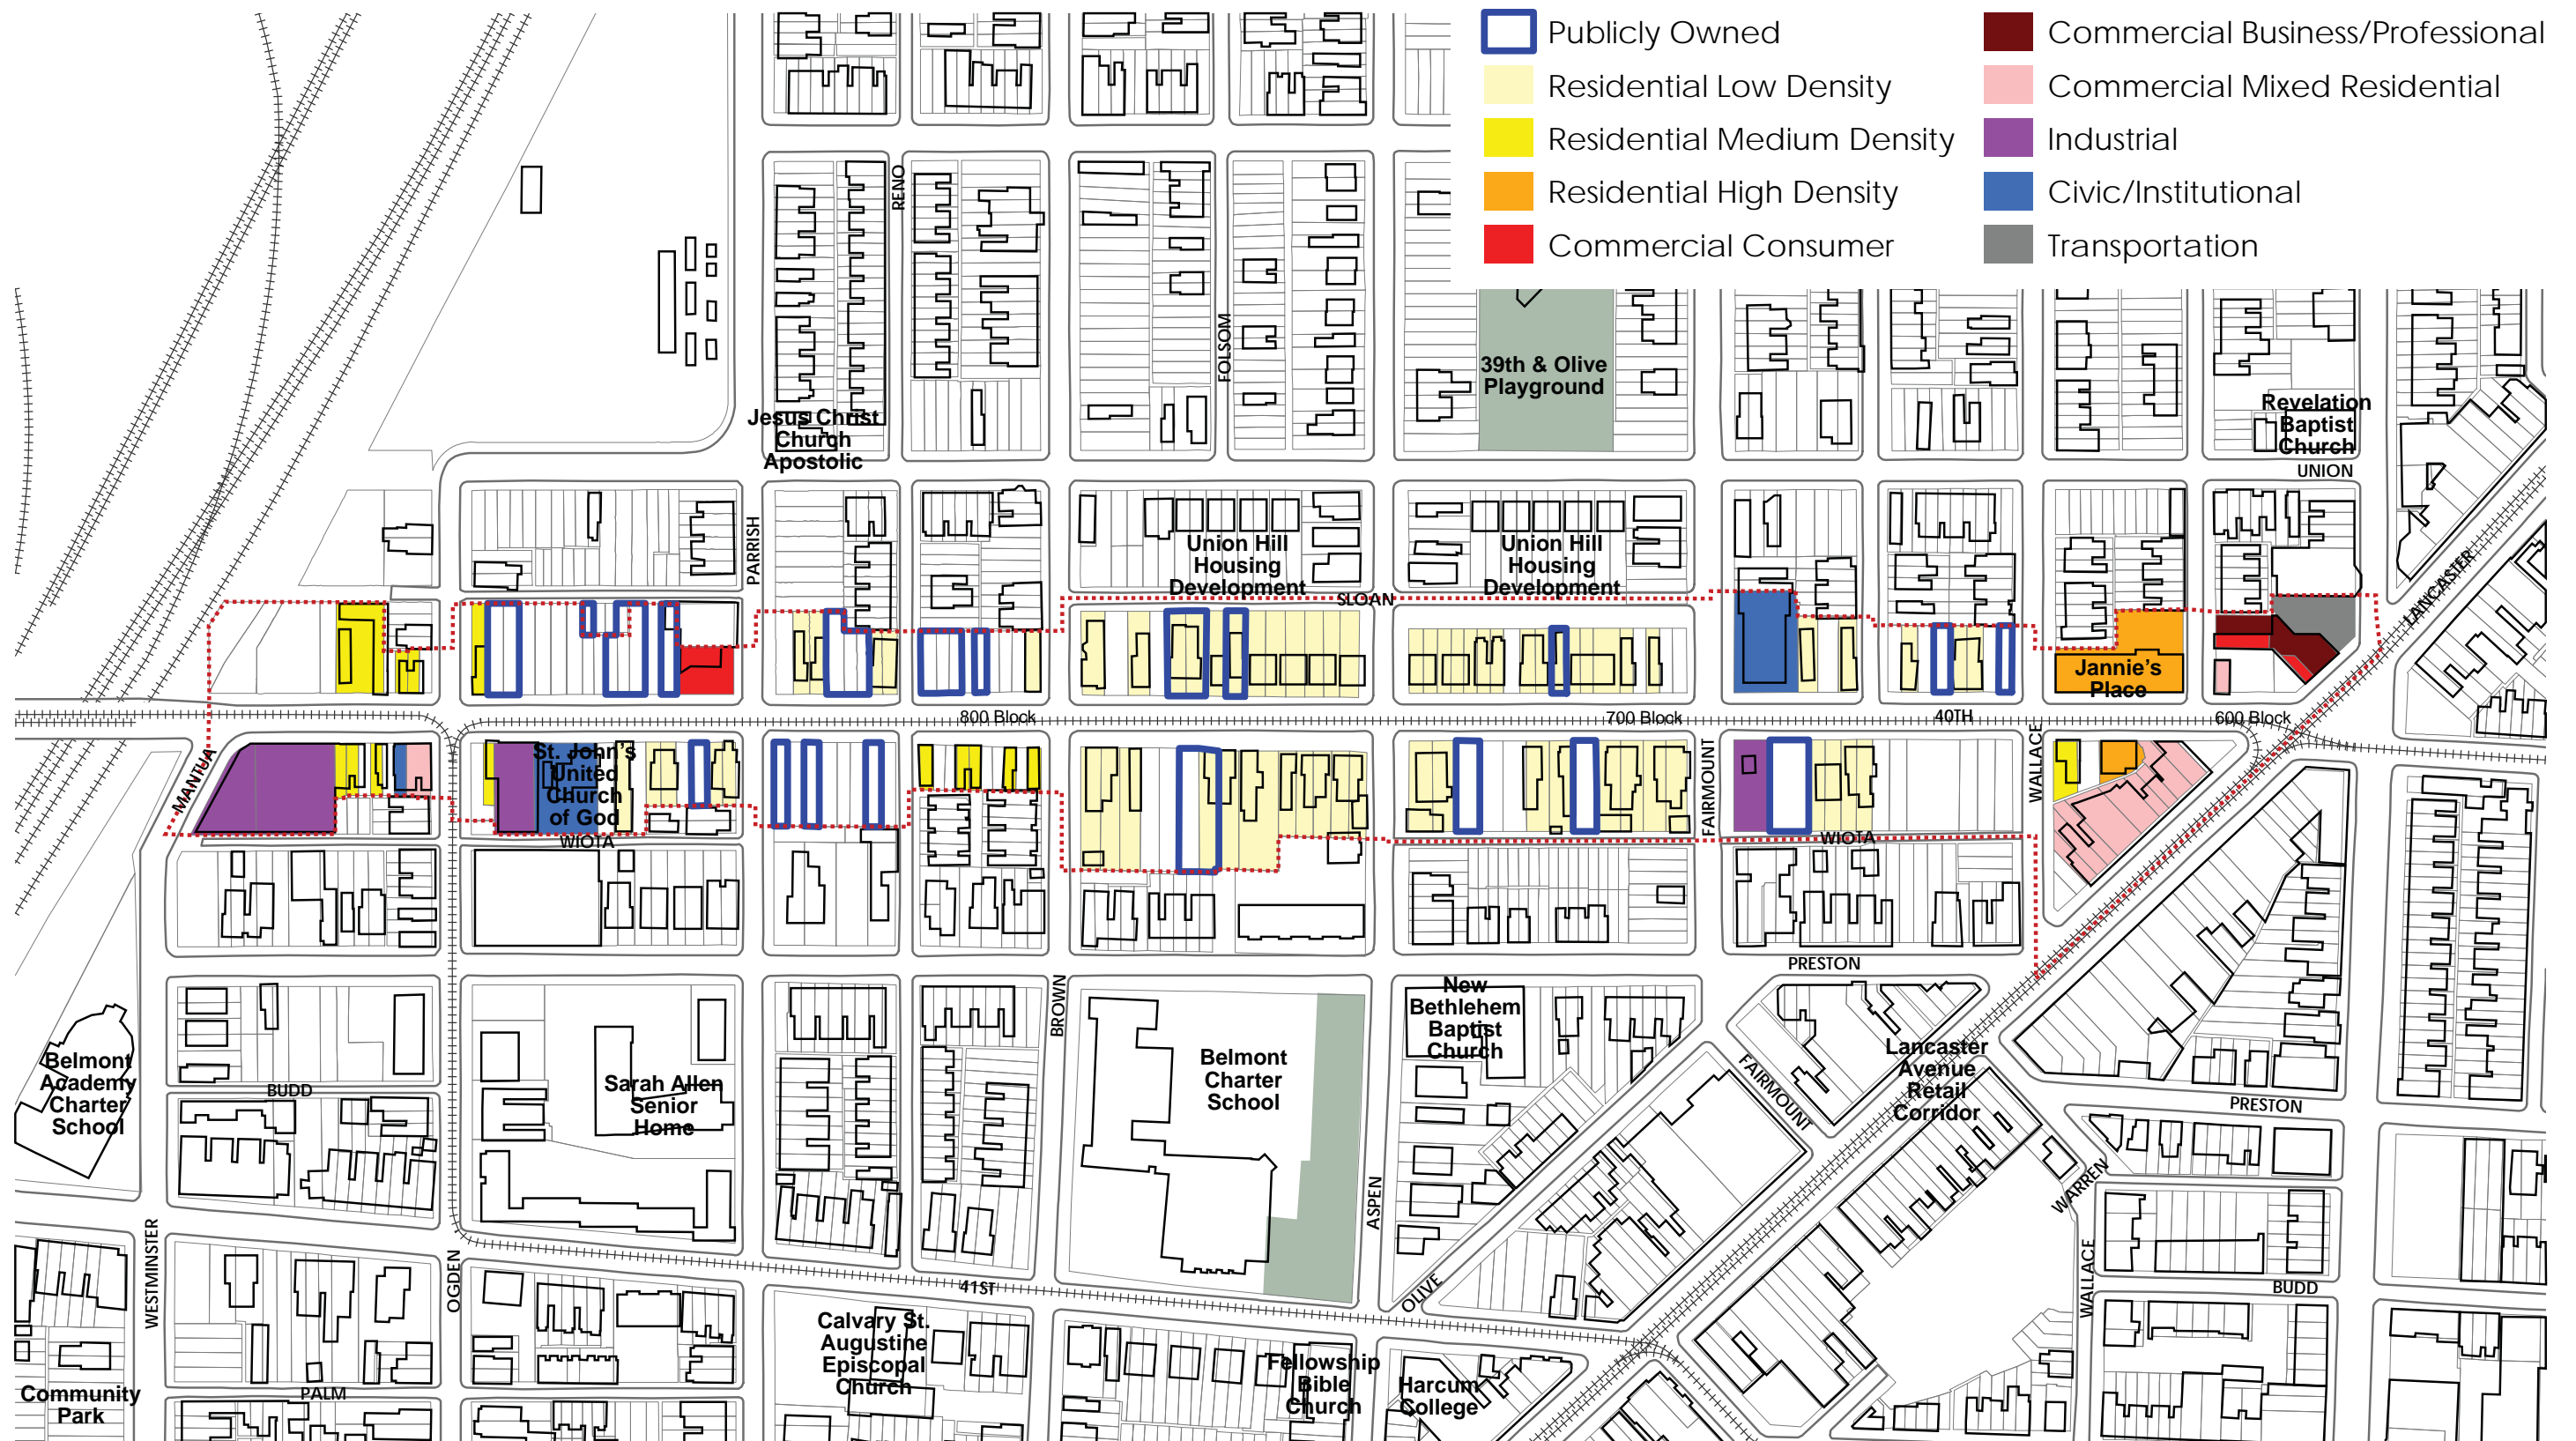 Publicly Owned
Residential Low Density
Residential Medium Density
Residential High Density
Commercial Consumer
Commercial Business/Professional
Commercial Mixed Residential
Industrial
Civic/Institutional
Transportation
RENO
FOLSOM
39th & Olive
Playground
Jesus Christ
Church
Apostolic
Revelation
Baptist
Church
UNION
PARRISH
Union Hill
Housing
Development
Union Hill
Housing
Development
SLOAN
LANCASTER
Jannie's
Place
800 Block
700 Block
40TH
600 Block
MANTUA
St. John's
United
Church
of God
WIOTA
FAIRMOUNT
WIOTA
WALLACE
PRESTON
BROWN
New
Bethlehem
Baptist
Church
Belmont
Academy
Charter
School
BUDD
Sarah Allen
Senior
Home
Belmont
Charter
School
FAIRMOUNT
Lancaster
Avenue
Retail
Corridor
PRESTON
WARREN
ASPEN
WESTMINSTER
OGDEN
41ST
OLIVE
WALLACE
BUDD
Calvary St.
Augustine
Episcopal
Church
Fellowship
Bible
Church
Harcum
College
Community
Park
PALM